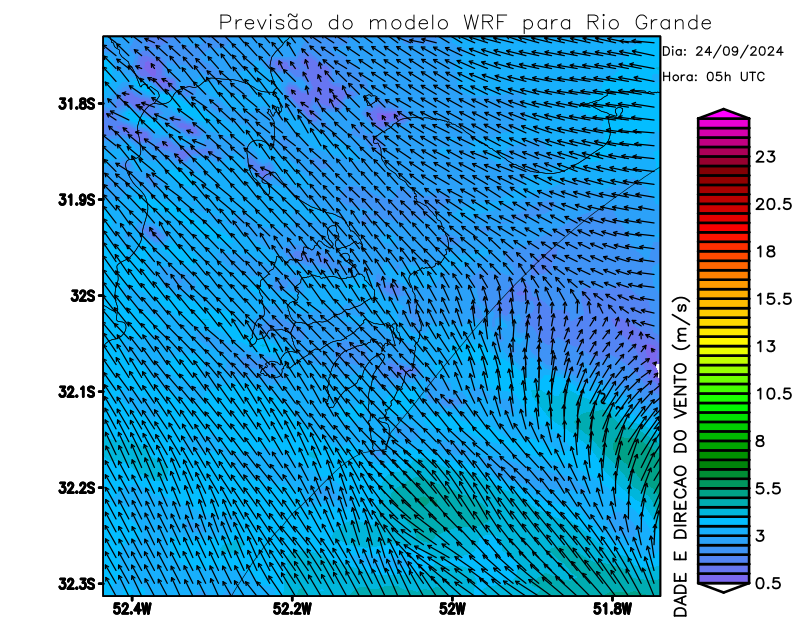 Previsão do modelo WRF para Rio Grande
Dia: 24/09/2024
Hora: 05h UTC
31.8S
31.9S
32S
32.1S
32.2S
32.3S
52.4W
52.2W
52W
51.8W
23
20.5
18
15.5
13
10.5
8
5.5
3
0.5
DADE E DIRECAO DO VENTO (m/s)